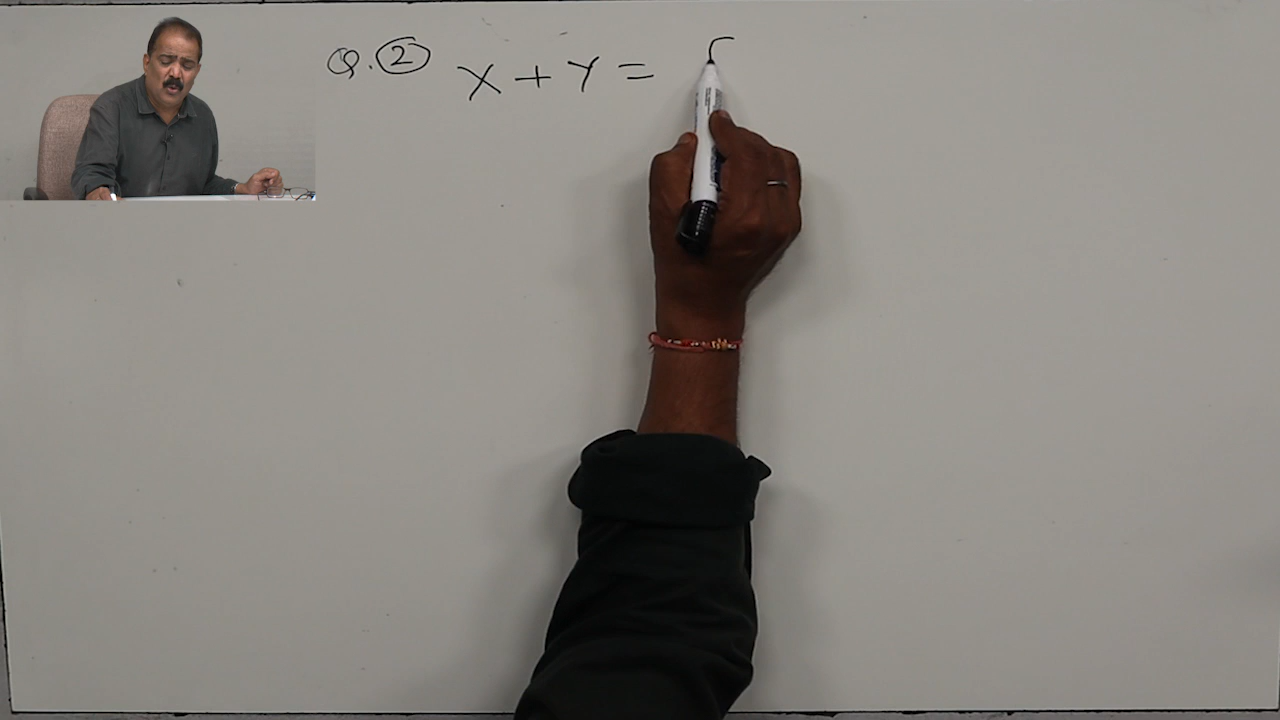 Q. ② X + Y =